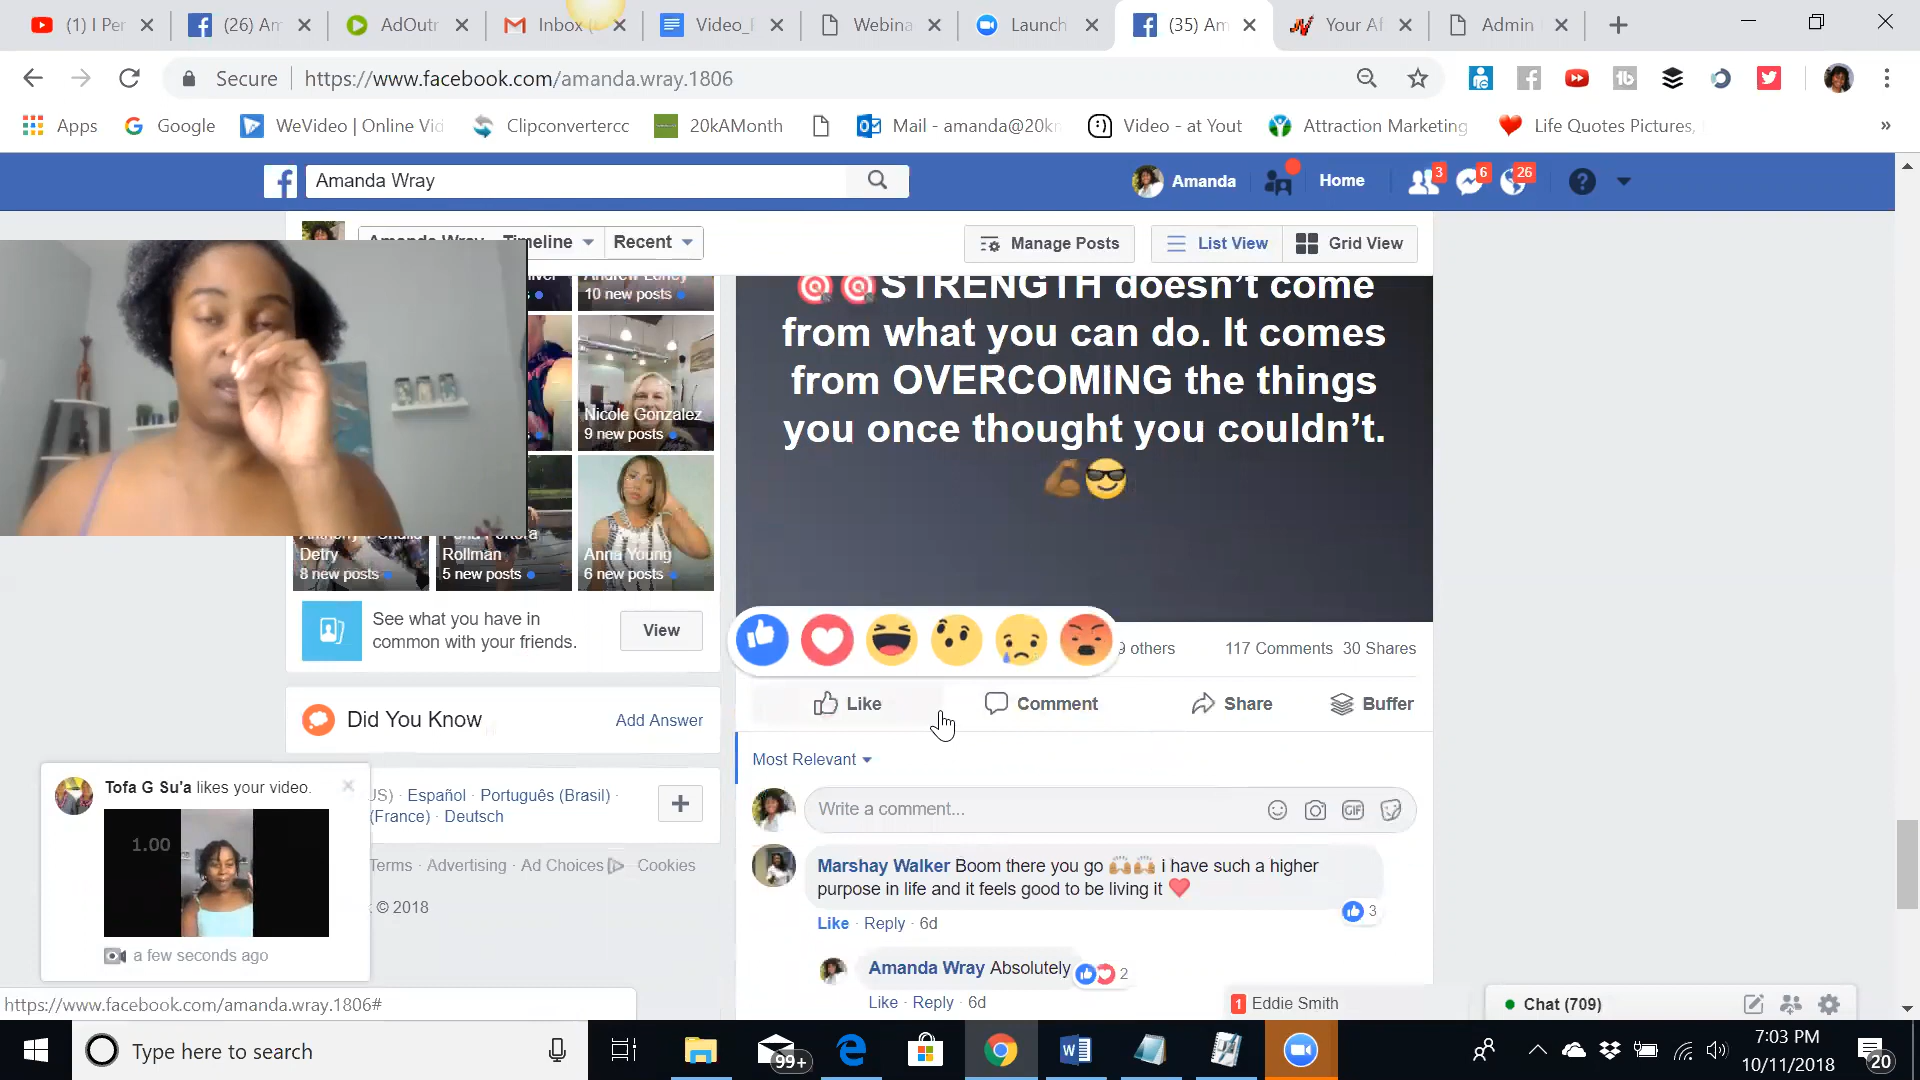 (1) I Per
(26) Am
AdOutr
Inbox (
Video_
Webina
Launch
(35) Am
Your Af
Admin
Secure
https://www.facebook.com/amanda.wray.1806
Apps
Google
WeVideo | Online Vid
Clipconvertercc
20kAMonth
Mail - amanda@20k
Video - at Yout
Attraction Marketing
Life Quotes Pictures,
»
Amanda Wray
Amanda
Home
3
6
26
Timeline
Recent
Manage Posts
List View
Grid View
10 new posts
STRENGTH doesn't come
from what you can do. It comes
from OVERCOMING the things
you once thought you couldn't.
Nicole Gonzalez
9 new posts
Detry
8 new posts
Rollman
5 new posts
Anna Young
6 new posts
See what you have in
common with your friends.
View
9 others
117 Comments 30 Shares
Like
Comment
Share
Buffer
Did You Know
Add Answer
Most Relevant
Write a comment...
GIF
Tofa G Su'a likes your video.
1.00
a few seconds ago
US) · Español · Português (Brasil) ·
(France) · Deutsch
Terms · Advertising · Ad Choices · Cookies
© 2018
Marshay Walker Boom there you go i have such a higher
purpose in life and it feels good to be living it
3
Like · Reply · 6d
Amanda Wray Absolutely
2
Like · Reply · 6d
https://www.facebook.com/amanda.wray.1806#
1 Eddie Smith
Chat (709)
Type here to search
99+
7:03 PM
10/11/2018
20